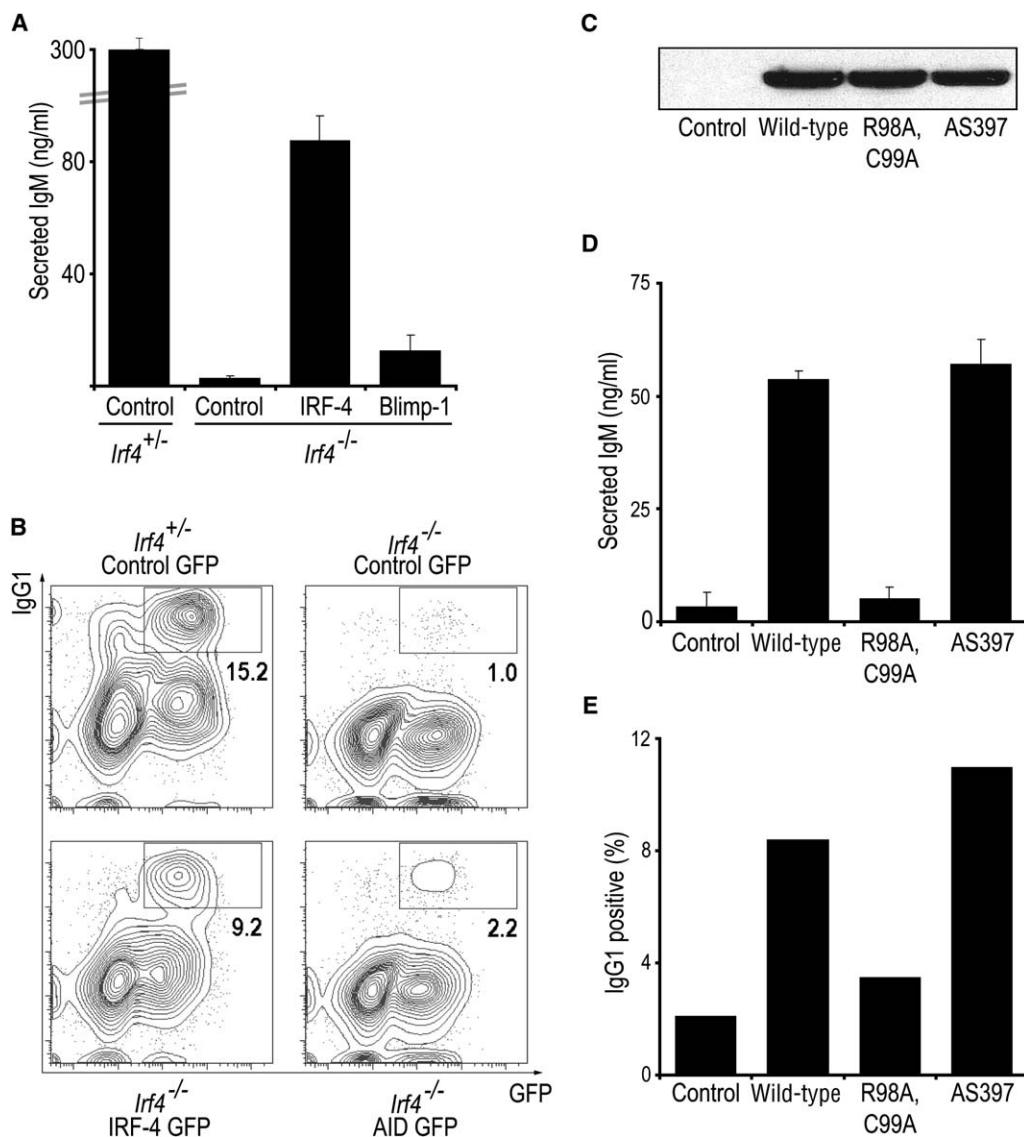 A
Secreted IgM (ng/ml)
300
80
40
Control
Control
IRF-4
Blimp-1
Irf4+/-
Irf4-/-
B
Irf4+/-
Control GFP
Irf4-/-
Control GFP
IgG1
15.2
1.0
9.2
2.2
GFP
Irf4-/-
IRF-4 GFP
Irf4-/-
AID GFP
C
Control
Wild-type
R98A,
C99A
AS397
D
Secreted IgM (ng/ml)
75
50
25
0
Control
Wild-type
R98A,
C99A
AS397
E
IgG1 positive (%)
12
8
4
0
Control
Wild-type
R98A,
C99A
AS397